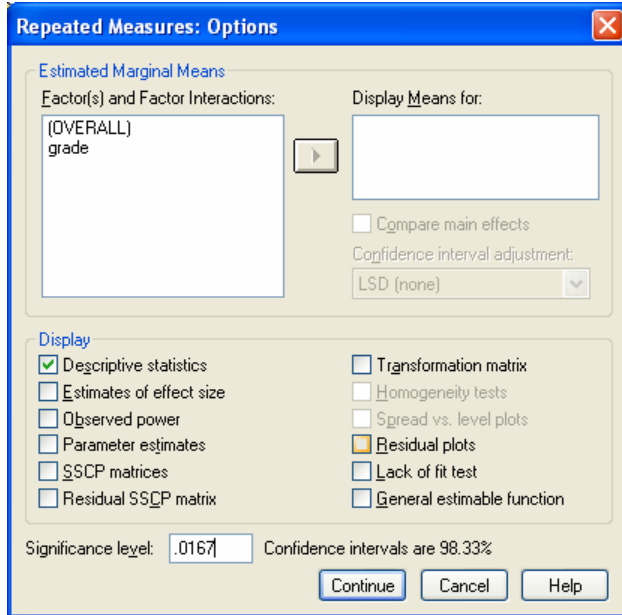 Repeated Measures: Options
Estimated Marginal Means
Factor(s) and Factor Interactions:
(OVERALL)
grade
Display Means for:
Compare main effects
Confidence interval adjustment:
LSD (none)
Display
Descriptive statistics
Estimates of effect size
Observed power
Parameter estimates
SSCP matrices
Residual SSCP matrix
Transformation matrix
Homogeneity tests
Spread vs. level plots
Residual plots
Lack of fit test
General estimable function
Significance level: .0167 Confidence intervals are 98.33%
Continue Cancel Help